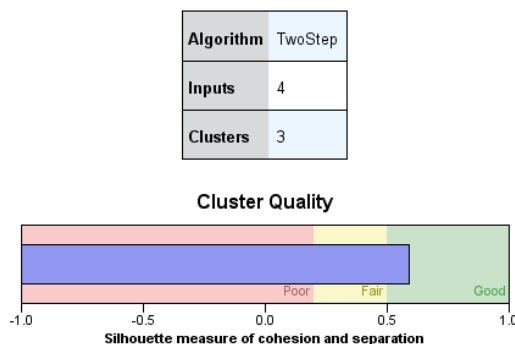 Algorithm TwoStep
Inputs 4
Clusters 3
Cluster Quality
Poor Fair Good
-1.0 -0.5 0.0 0.5 1.0
Silhouette measure of cohesion and separation